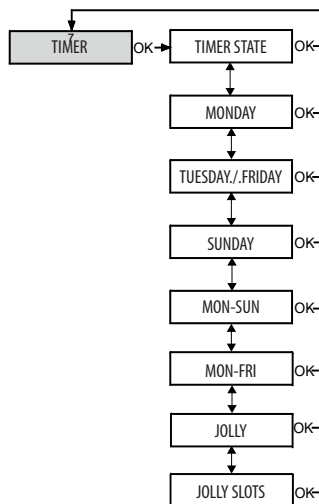 7
TIMER OK TIMER STATE OK
MONDAY OK
TUESDAY./.FRIDAY OK
SUNDAY OK
MON-SUN OK
MON-FRI OK
JOLLY OK
JOLLY SLOTS OK